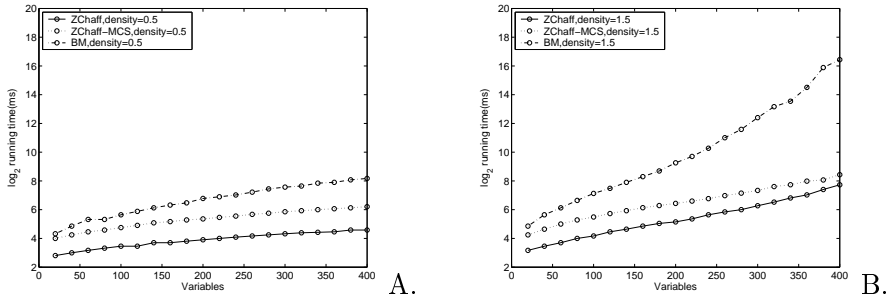 20
18
16
14
12
10
8
6
4
2
log2 running time(ms)
ZChaff,density=0.5
ZChaff−MCS,density=0.5
BM,density=0.5
0 50 100 150 200 250 300 350 400
Variables
A.
20
18
16
14
12
10
8
6
4
2
log2 running time(ms)
ZChaff,density=1.5
ZChaff−MCS,density=1.5
BM,density=1.5
0 50 100 150 200 250 300 350 400
Variables
B.